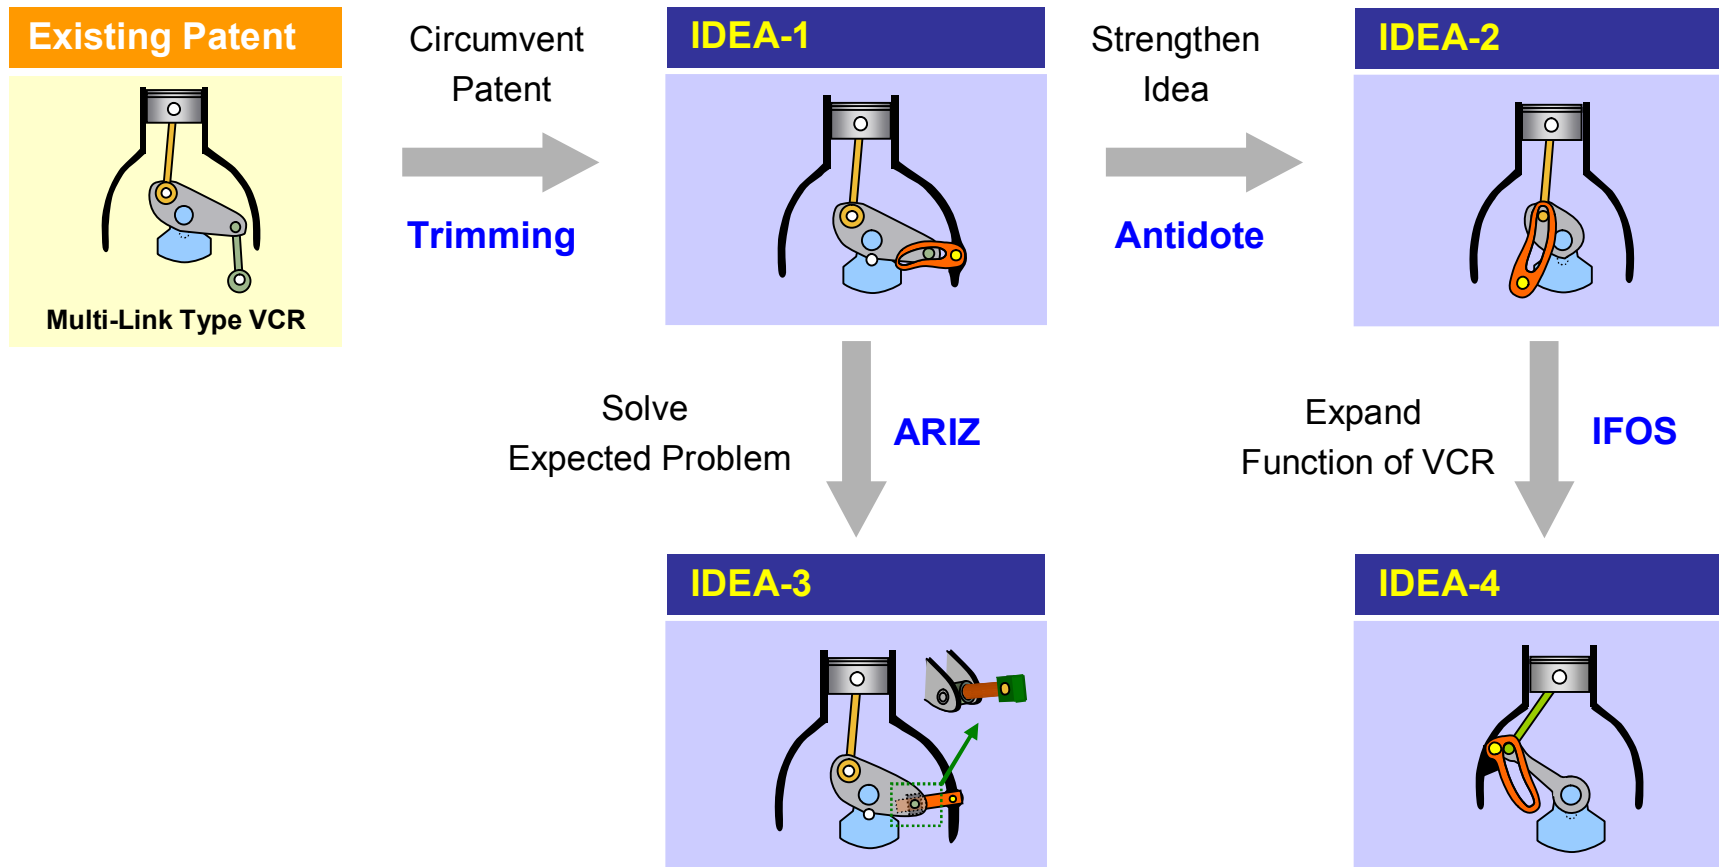 Existing Patent
Multi-Link Type VCR
Circumvent
Patent
Trimming
IDEA-1
Strengthen
Idea
Antidote
IDEA-2
Solve
Expected Problem
ARIZ
Expand
Function of VCR
IFOS
IDEA-3
IDEA-4